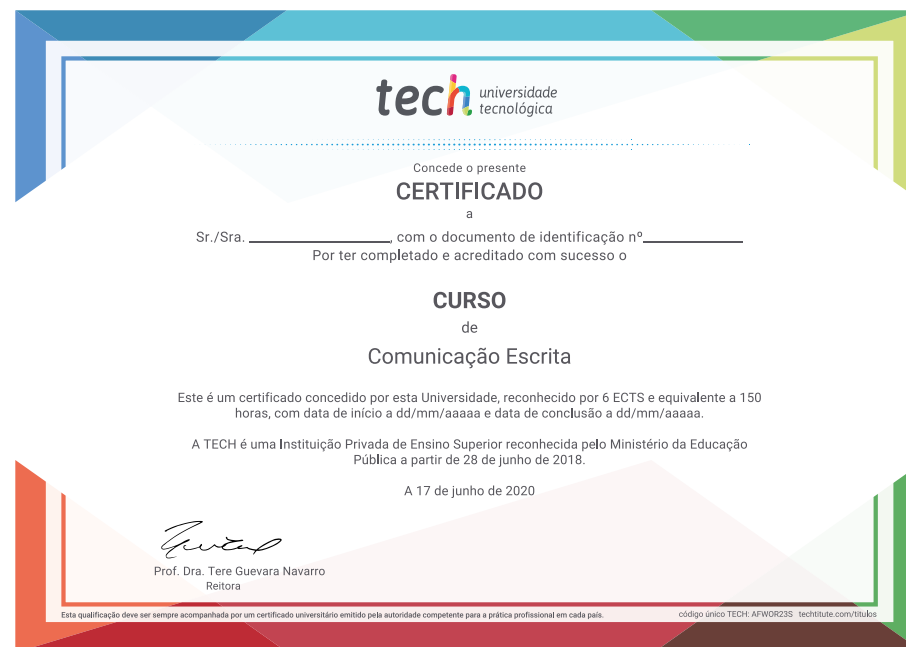 tech universidade
tecnológica
Concede o presente
CERTIFICADO
a
Sr./Sra. ____________________, com o documento de identificação nº______________
Por ter completado e acreditado com sucesso o
CURSO
de
Comunicação Escrita
Este é um certificado concedido por esta Universidade, reconhecido por 6 ECTS e equivalente a 150
horas, com data de início a dd/mm/aaaaa e data de conclusão a dd/mm/aaaaa.
A TECH é uma Instituição Privada de Ensino Superior reconhecida pelo Ministério da Educação
Pública a partir de 28 de junho de 2018.
A 17 de junho de 2020
Prof. Dra. Tere Guevara Navarro
Reitora
Esta qualificação deve ser sempre acompanhada por um certificado universitário emitido pela autoridade competente para a prática profissional em cada país.
código único TECH: AFWOR23S techtitute.com/titulos